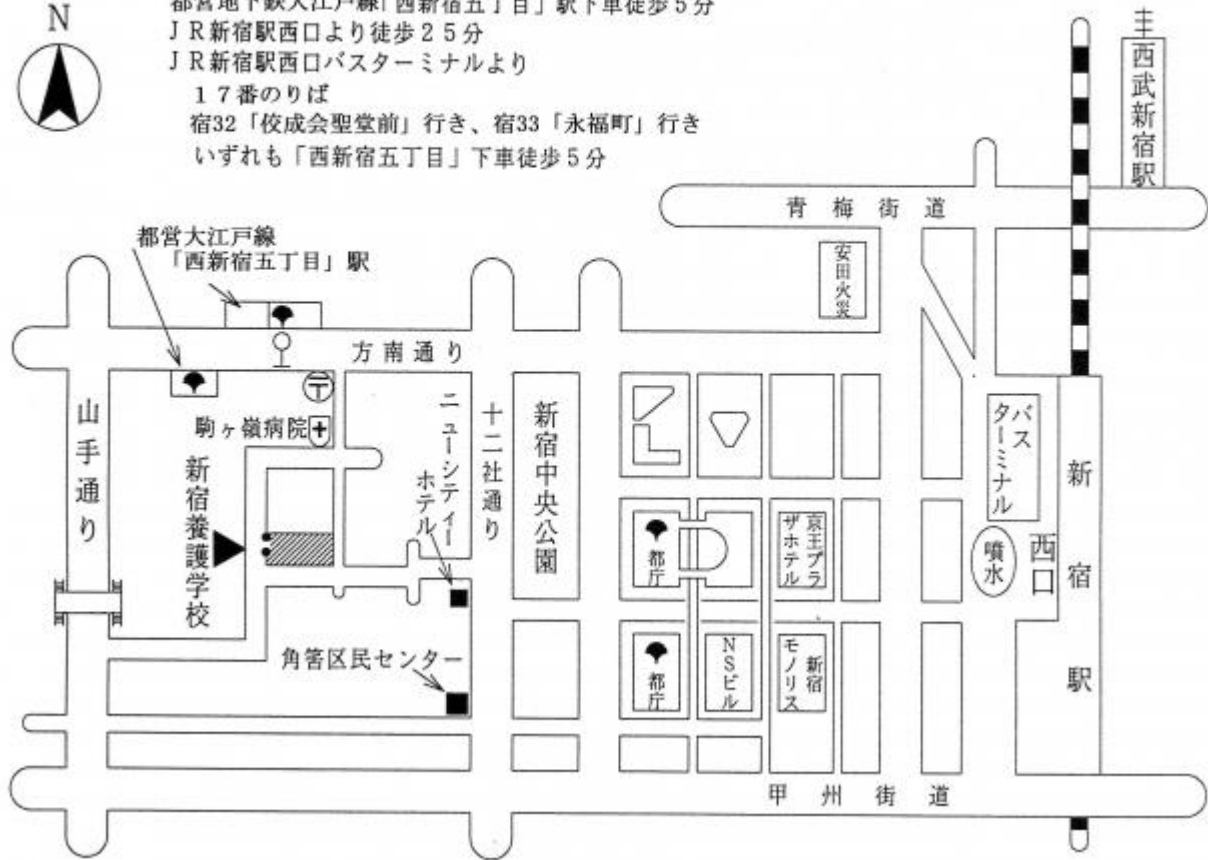 都営地下鉄大江戸線「西新宿五丁目」駅下車徒歩5分
N
JR新宿駅西口より徒歩25分
JR新宿駅西口バスターミナルより
17番のりば
宿32「佼成会聖堂前」行き、宿33「永福町」行き
いずれも「西新宿五丁目」下車徒歩5分
西武新宿駅
青梅街道
安田火災
都営大江戸線
「西新宿五丁目」駅
方南通り
山手通り
〒
駒ヶ嶺病院
新宿養護学校
ニューシティー
ホテル
十二社通り
新宿中央公園
バス
ターミナル
新宿駅
西口
噴水
都庁
京王プラ
ザホテル
都庁
NSビル
新宿
モノリス
角筈区民センター
甲州街道